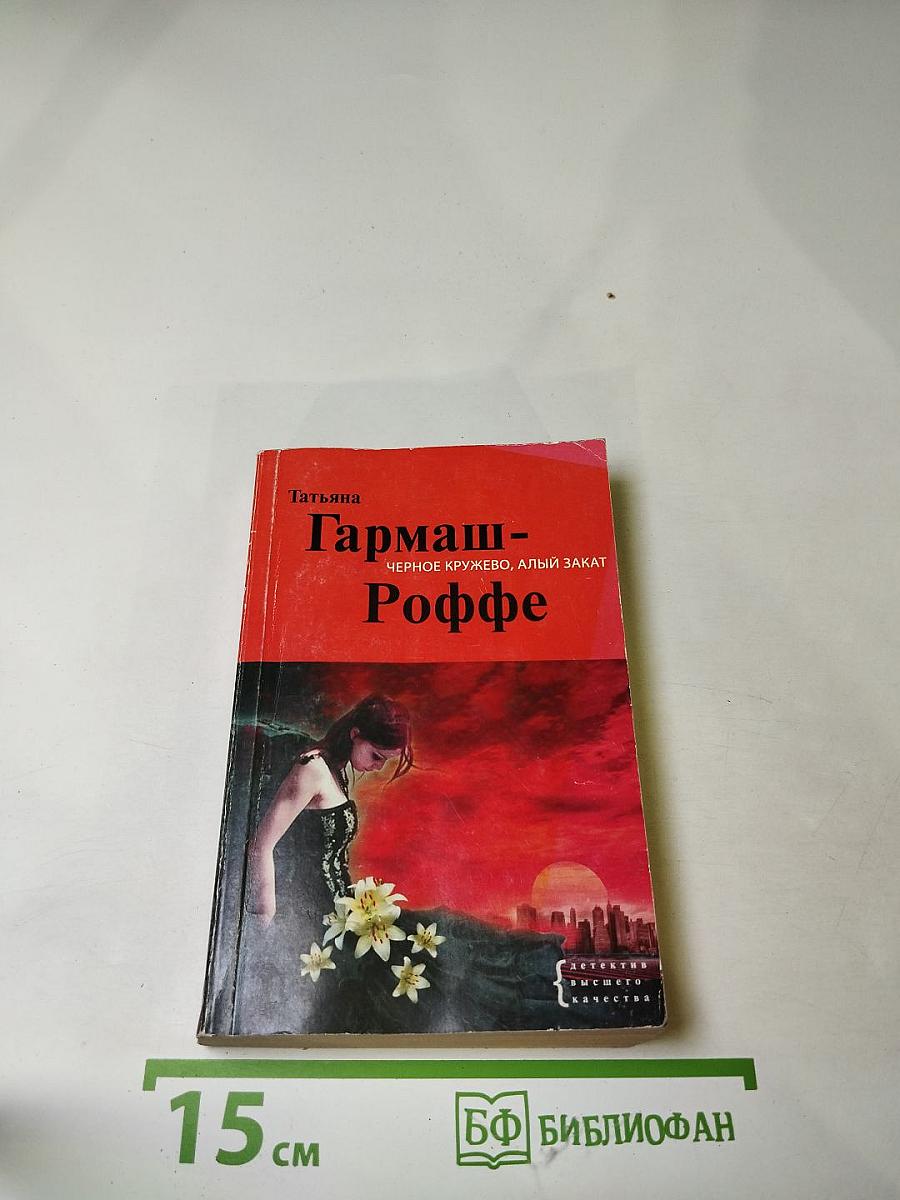 Татьяна
Гармаш-
ЧЕРНОЕ КРУЖЕВО, АЛЫЙ ЗАКАТ
Роффе
{ детектив
высшего
качества
15 см
БФ БИБЛИОФАН